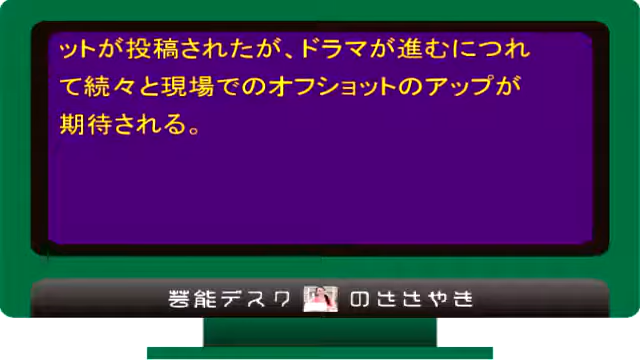 ットが投稿されたが、ドラマが進むにつれ
て続々と現場でのオフショットのアップが
期待される。
芸能デスクのささやき